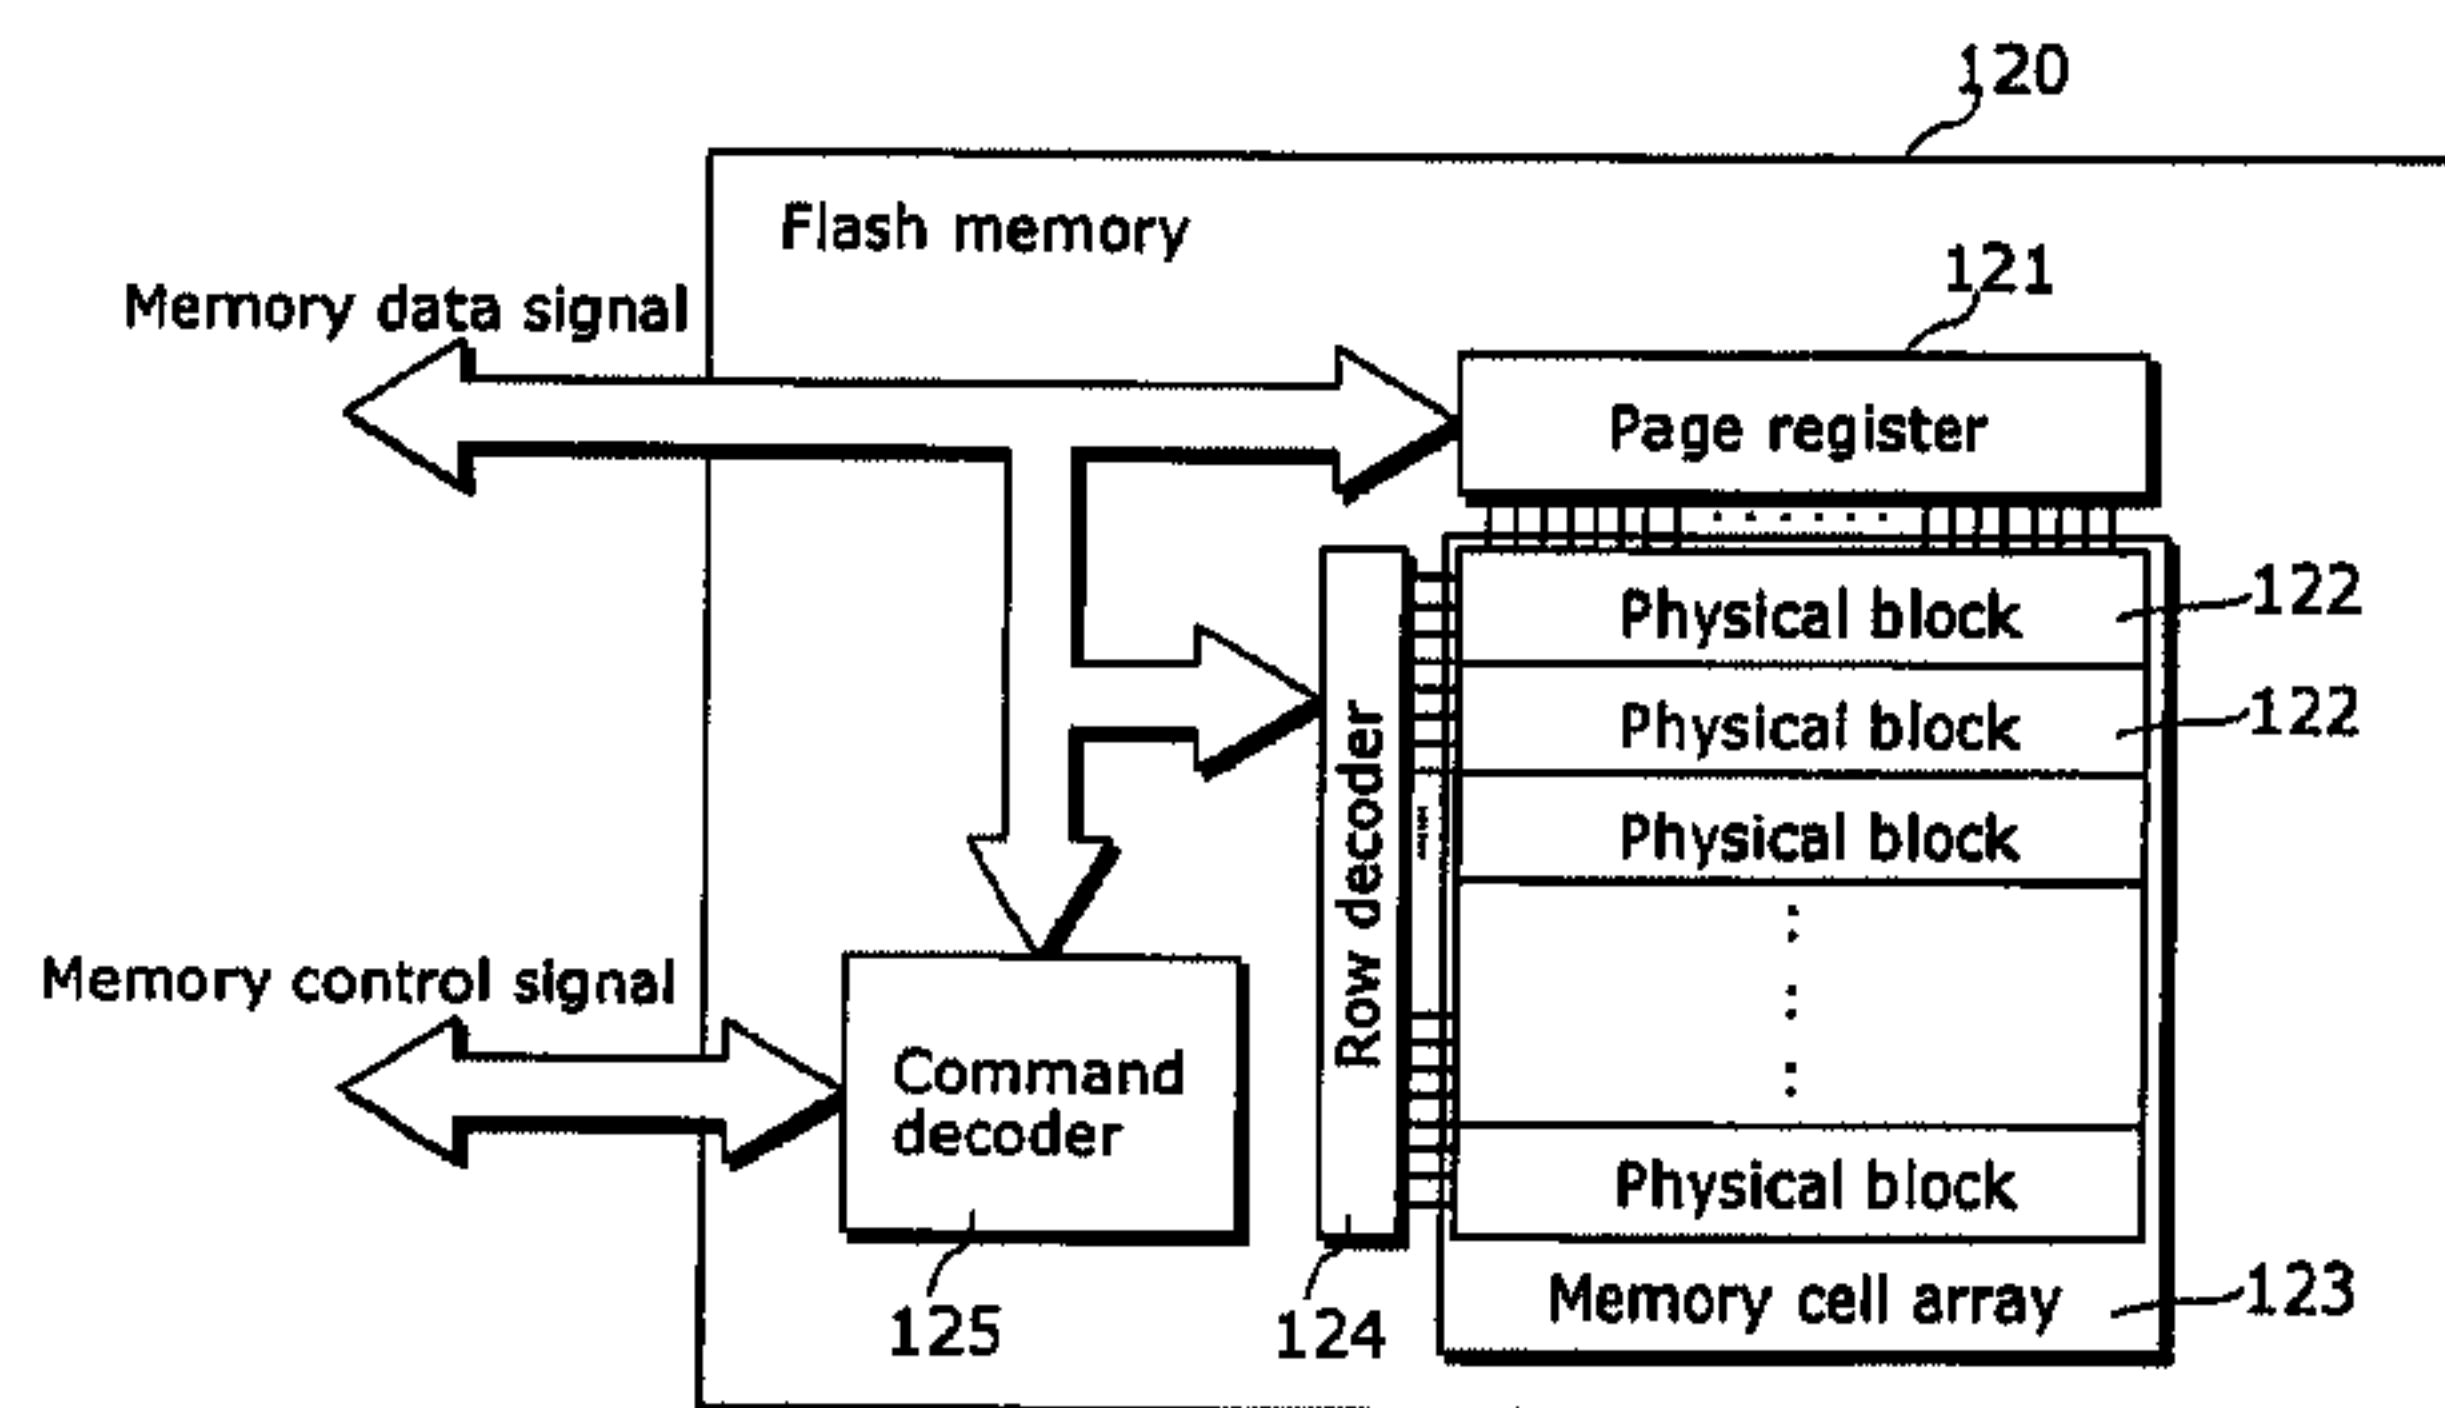 120
Flash memory
121
Memory data signal
Page register
Physical block
122
Physical block
122
Physical block
Row decoder
Memory control signal
Command
decoder
Physical block
Memory cell array
123
125
124